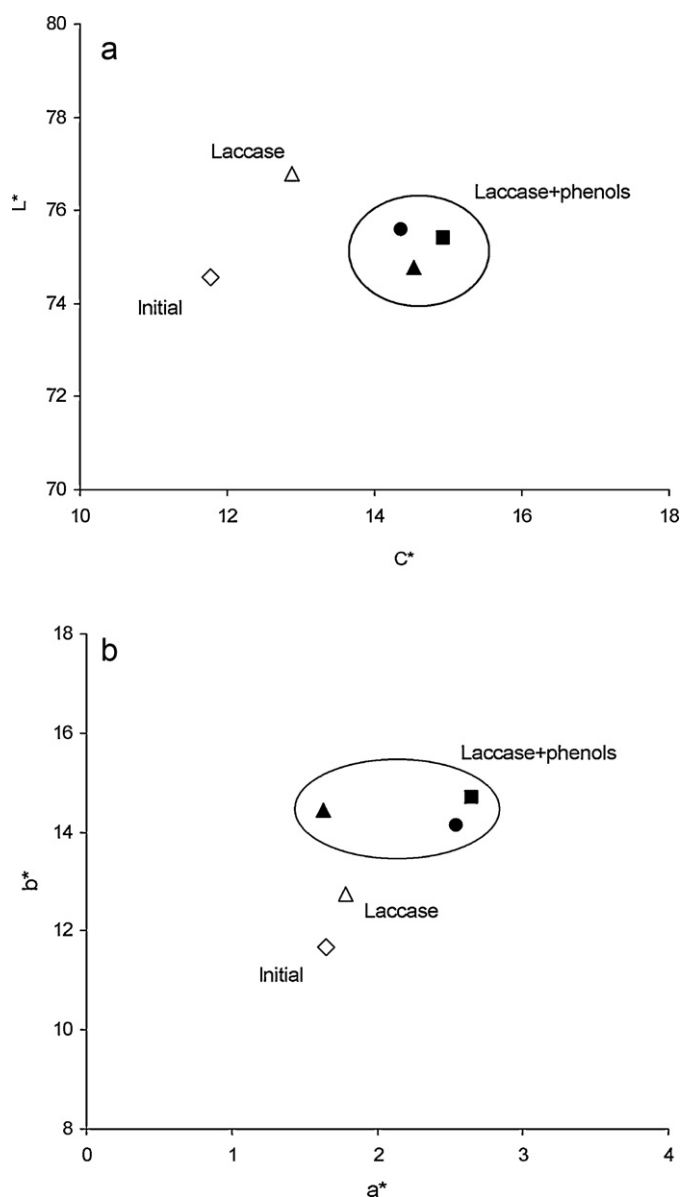 a
80
78
76
74
72
70
L*
Laccase
Laccase+phenols
Initial
10 12 14 16 18
C*
b
18
16
14
12
10
8
b*
Laccase+phenols
Laccase
Initial
0 1 2 3 4
a*